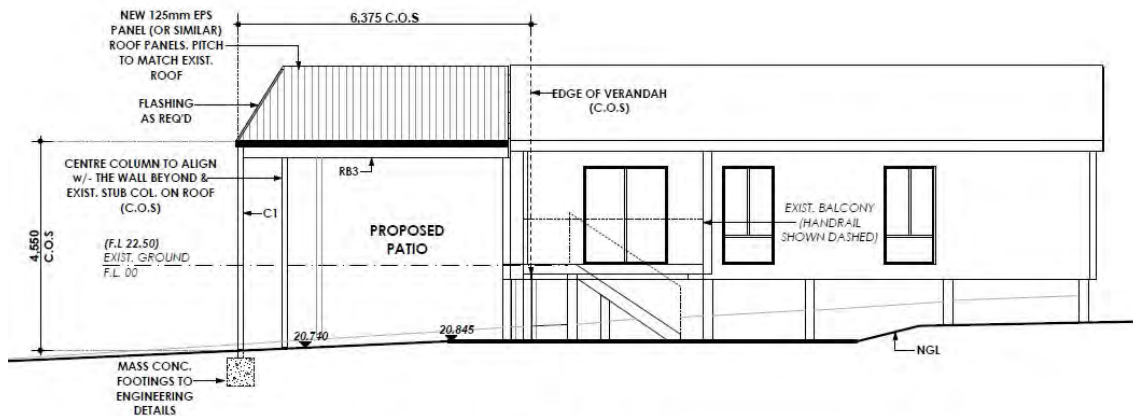 NEW 125mm EPS
PANEL (OR SIMILAR)
ROOF PANELS. PITCH
TO MATCH EXIST.
ROOF
6,375 C.O.S
FLASHING
AS REQ'D
EDGE OF VERANDAH
(C.O.S)
CENTRE COLUMN TO ALIGN
w/- THE WALL BEYOND &
EXIST. STUB COL. ON ROOF
(C.O.S)
RB3
C1
4,550
C.O.S
(F.L 22.50)
EXIST. GROUND
F.L. 00
PROPOSED
PATIO
EXIST. BALCONY
(HANDRAIL
SHOWN DASHED)
20.740
20.845
NGL
MASS CONC.
FOOTINGS TO
ENGINEERING
DETAILS